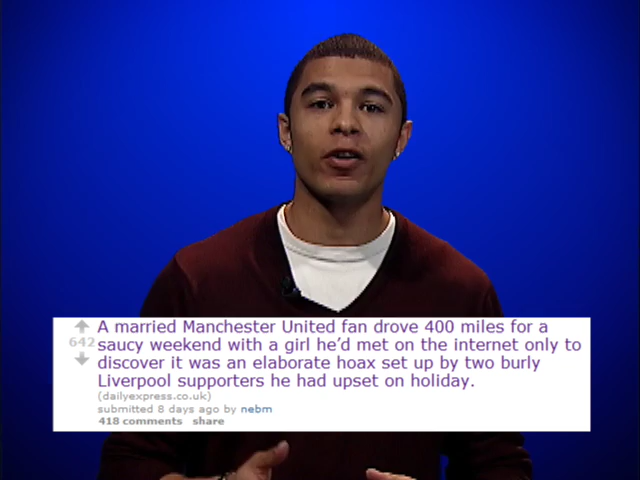 A married Manchester United fan drove 400 miles for a
642 saucy weekend with a girl he'd met on the internet only to
discover it was an elaborate hoax set up by two burly
Liverpool supporters he had upset on holiday.
(dailyexpress.co.uk)
submitted 8 days ago by nebm
418 comments share